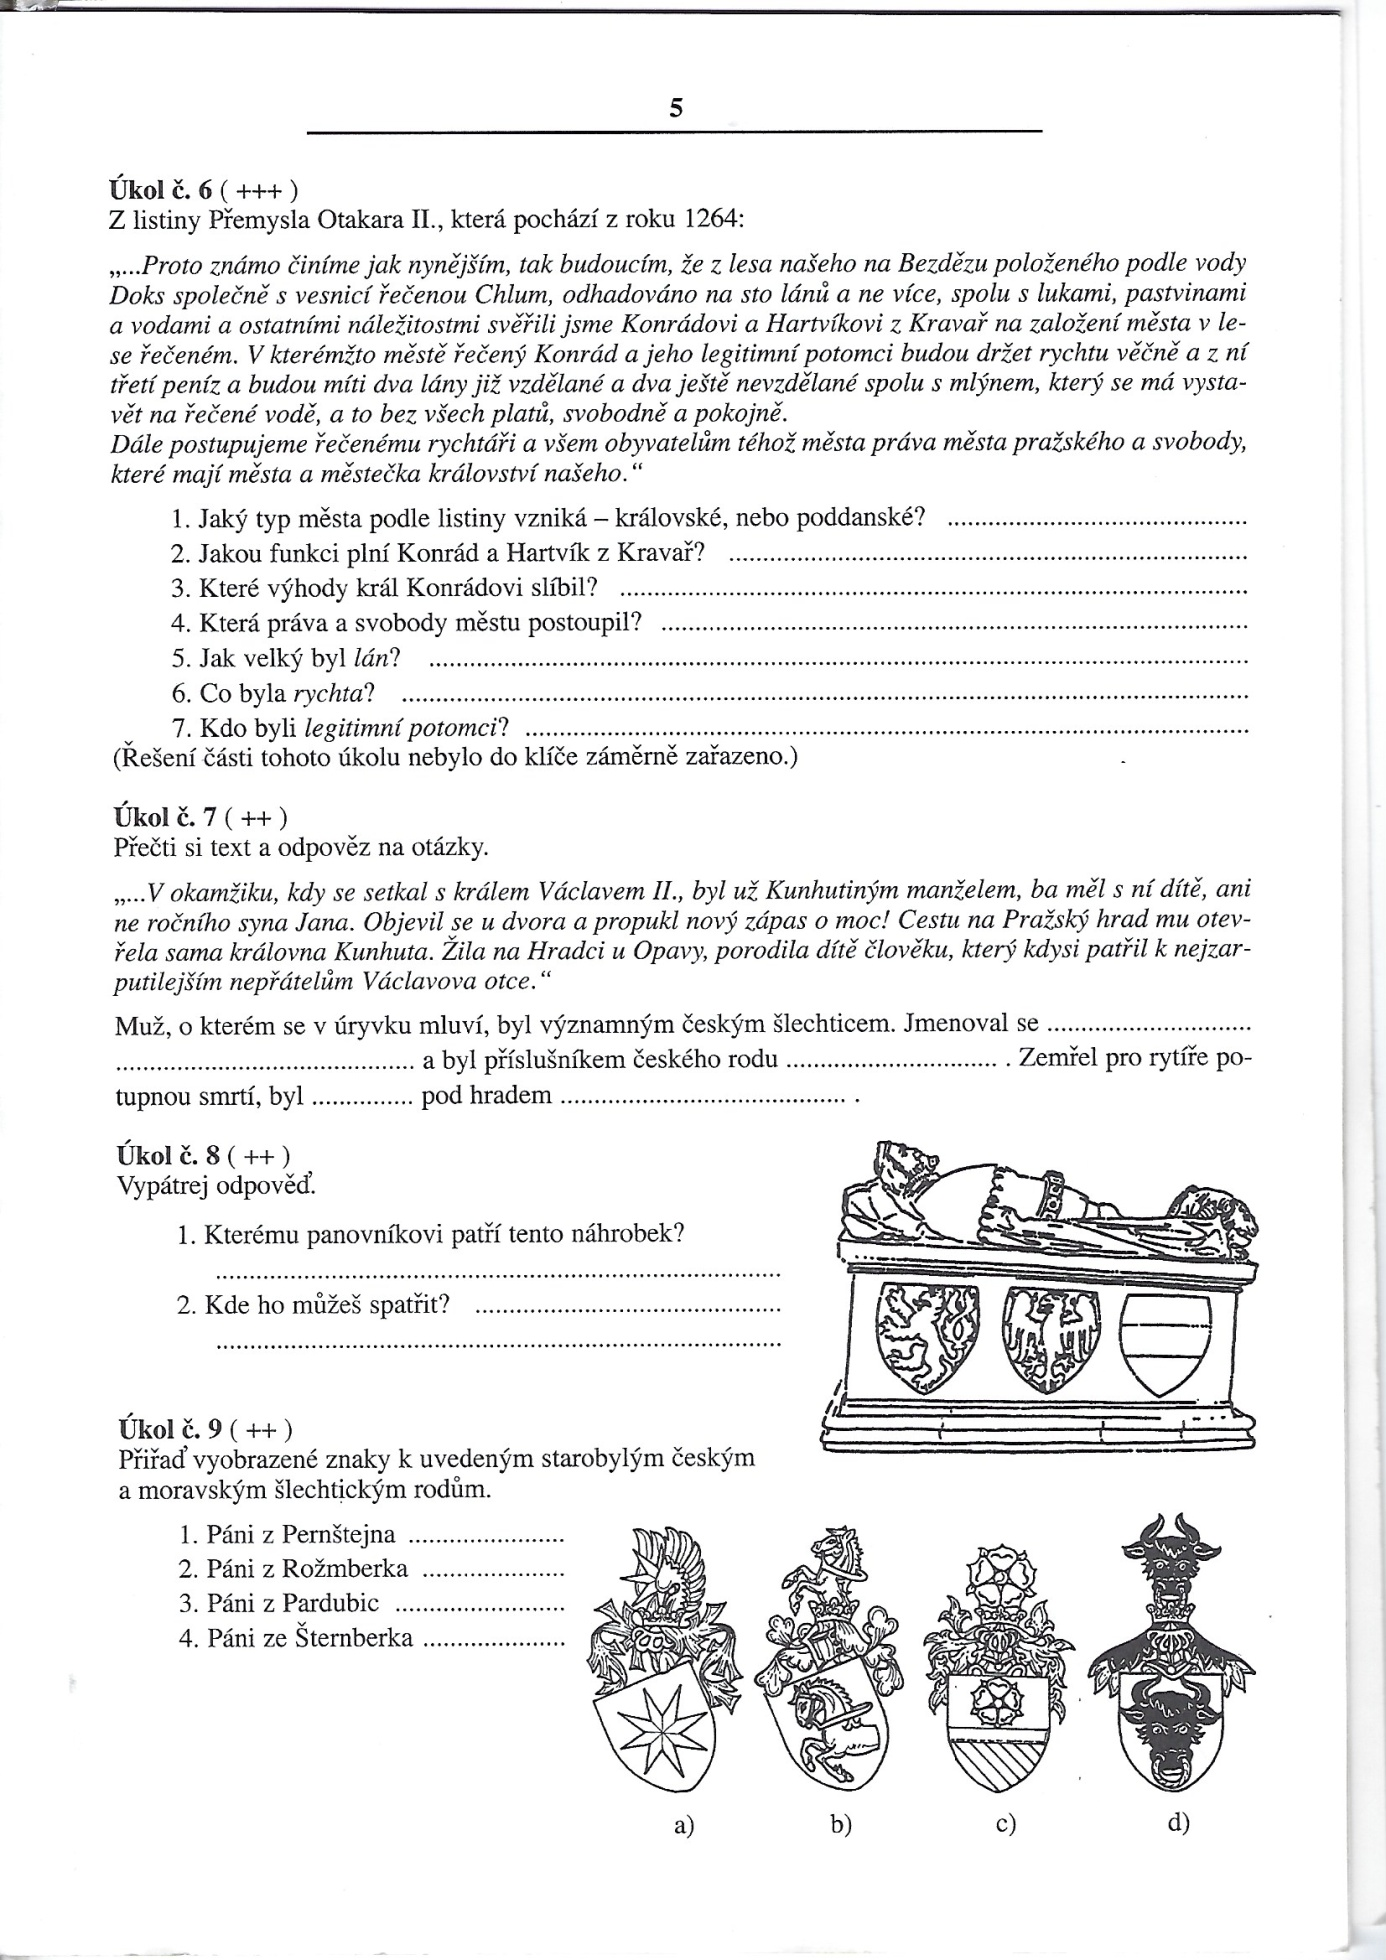 5
Úkol č. 6 ( +++ )
Z listiny Přemysla Otakara II., která pochází z roku 1264:
„...Proto známo činíme jak nynějším, tak budoucím, že z lesa našeho na Bezdězu položeného podle vody
Doks společně s vesnicí řečenou Chlum, odhadováno na sto lánů a ne více, spolu s lukami, pastvinami
a vodami a ostatními náležitostmi svěřili jsme Konrádovi a Hartvíkovi z Kravař na založení města v le-
se řečeném. V kterémžto městě řečený Konrád a jeho legitimní potomci budou držet rychtu věčně a z ní
třetí peníz a budou míti dva lány již vzdělané a dva ještě nevzdělané spolu s mlýnem, který se má vysta-
vět na řečené vodě, a to bez všech platů, svobodně a pokojně.
Dále postupujeme řečenému rychtáři a všem obyvatelům téhož města práva města pražského a svobody,
které mají města a městečka království našeho.“
1. Jaký typ města podle listiny vzniká – královské, nebo poddanské? ............................................
2. Jakou funkci plní Konrád a Hartvík z Kravař? ............................................................................
3. Které výhody král Konrádovi slíbil? ............................................................................................
4. Která práva a svobody městu postoupil? ......................................................................................
5. Jak velký byl lán? ........................................................................................................................
6. Co byla rychta? ............................................................................................................................
7. Kdo byli legitimní potomci? ..........................................................................................................
(Řešení části tohoto úkolu nebylo do klíče záměrně zařazeno.)
Úkol č. 7 ( ++ )
Přečti si text a odpověz na otázky.
„...V okamžiku, kdy se setkal s králem Václavem II., byl už Kunhutiným manželem, ba měl s ní dítě, ani
ne ročního syna Jana. Objevil se u dvora a propukl nový zápas o moc! Cestu na Pražský hrad mu otev-
řela sama královna Kunhuta. Žila na Hradci u Opavy, porodila dítě člověku, který kdysi patřil k nejzar-
putilejším nepřátelům Václavova otce.“
Muž, o kterém se v úryvku mluví, byl významným českým šlechticem. Jmenoval se ..............................
............................................ a byl příslušníkem českého rodu ............................... . Zemřel pro rytíře po-
tupnou smrtí, byl ............... pod hradem .......................................... .
Úkol č. 8 ( ++ )
Vypátrej odpověď.
1. Kterému panovníkovi patří tento náhrobek?
....................................................................................
2. Kde ho můžeš spatřit? .............................................
....................................................................................
Úkol č. 9 ( ++ )
Přiřaď vyobrazené znaky k uvedeným starobylým českým
a moravským šlechtickým rodům.
1. Páni z Pernštejna .......................
2. Páni z Rožmberka .....................
3. Páni z Pardubic .........................
4. Páni ze Šternberka .....................
a) b) c) d)